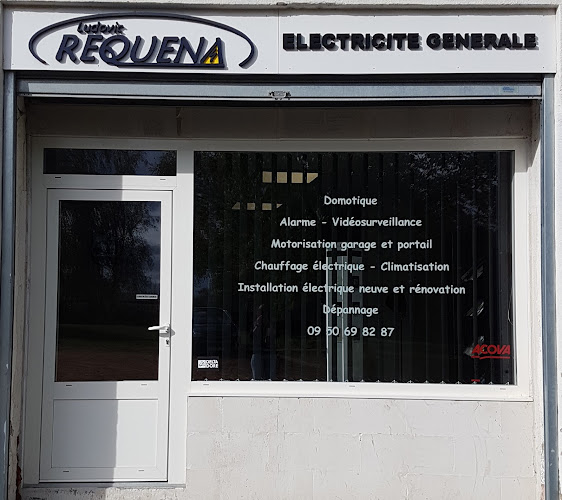 Ludovic
REQUENA
ELECTRICITE GENERALE
Domotique
Alarme - Vidéosurveillance
Motorisation garage et portail
Chauffage électrique - Climatisation
Installation électrique neuve et rénovation
Dépannage
09 60 69 82 87
ACOVA